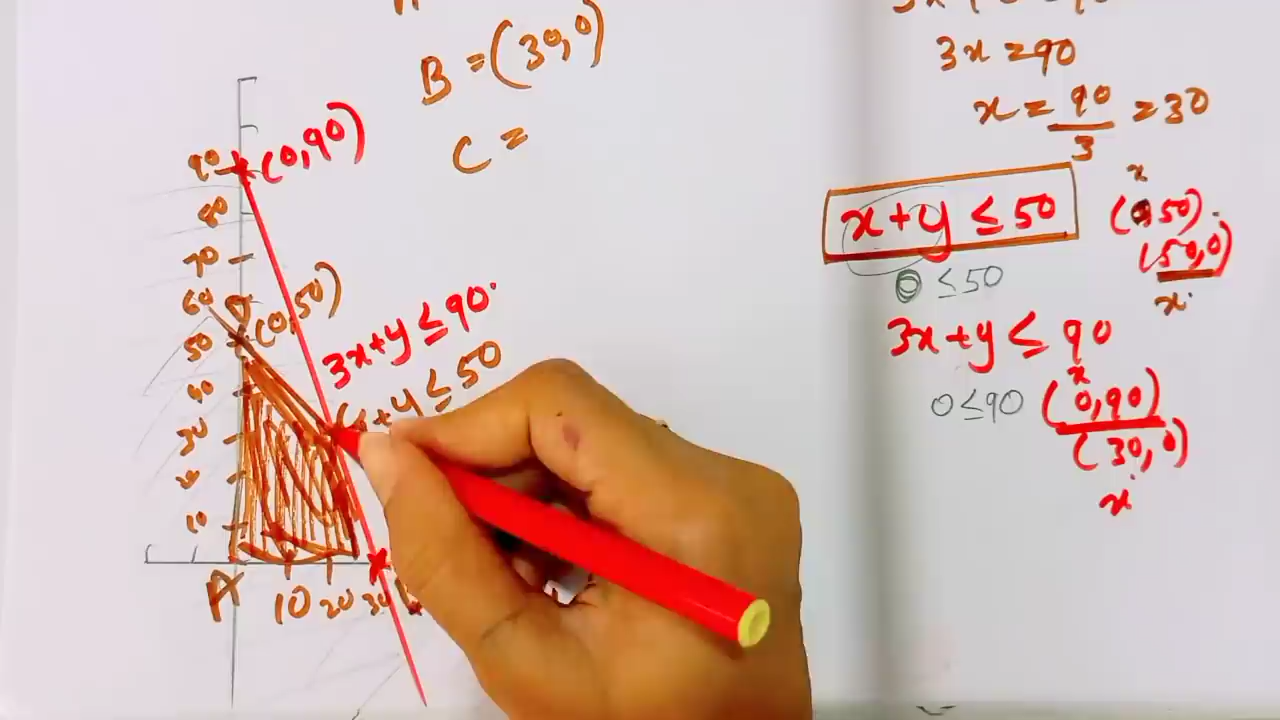 B = (30,0)
C =
90 (0,90)
80
70
60
50 (0,50)
40
30
20
10
A 10 20 30
3x+y ≤ 90
x+y ≤ 50
3x = 90
x = 90/3 = 30
x+y ≤ 50
0 ≤ 50
x
50)
(50,0)
x
3x+y ≤ 90
0 ≤ 90
x
(0,90)
(30,0)
x